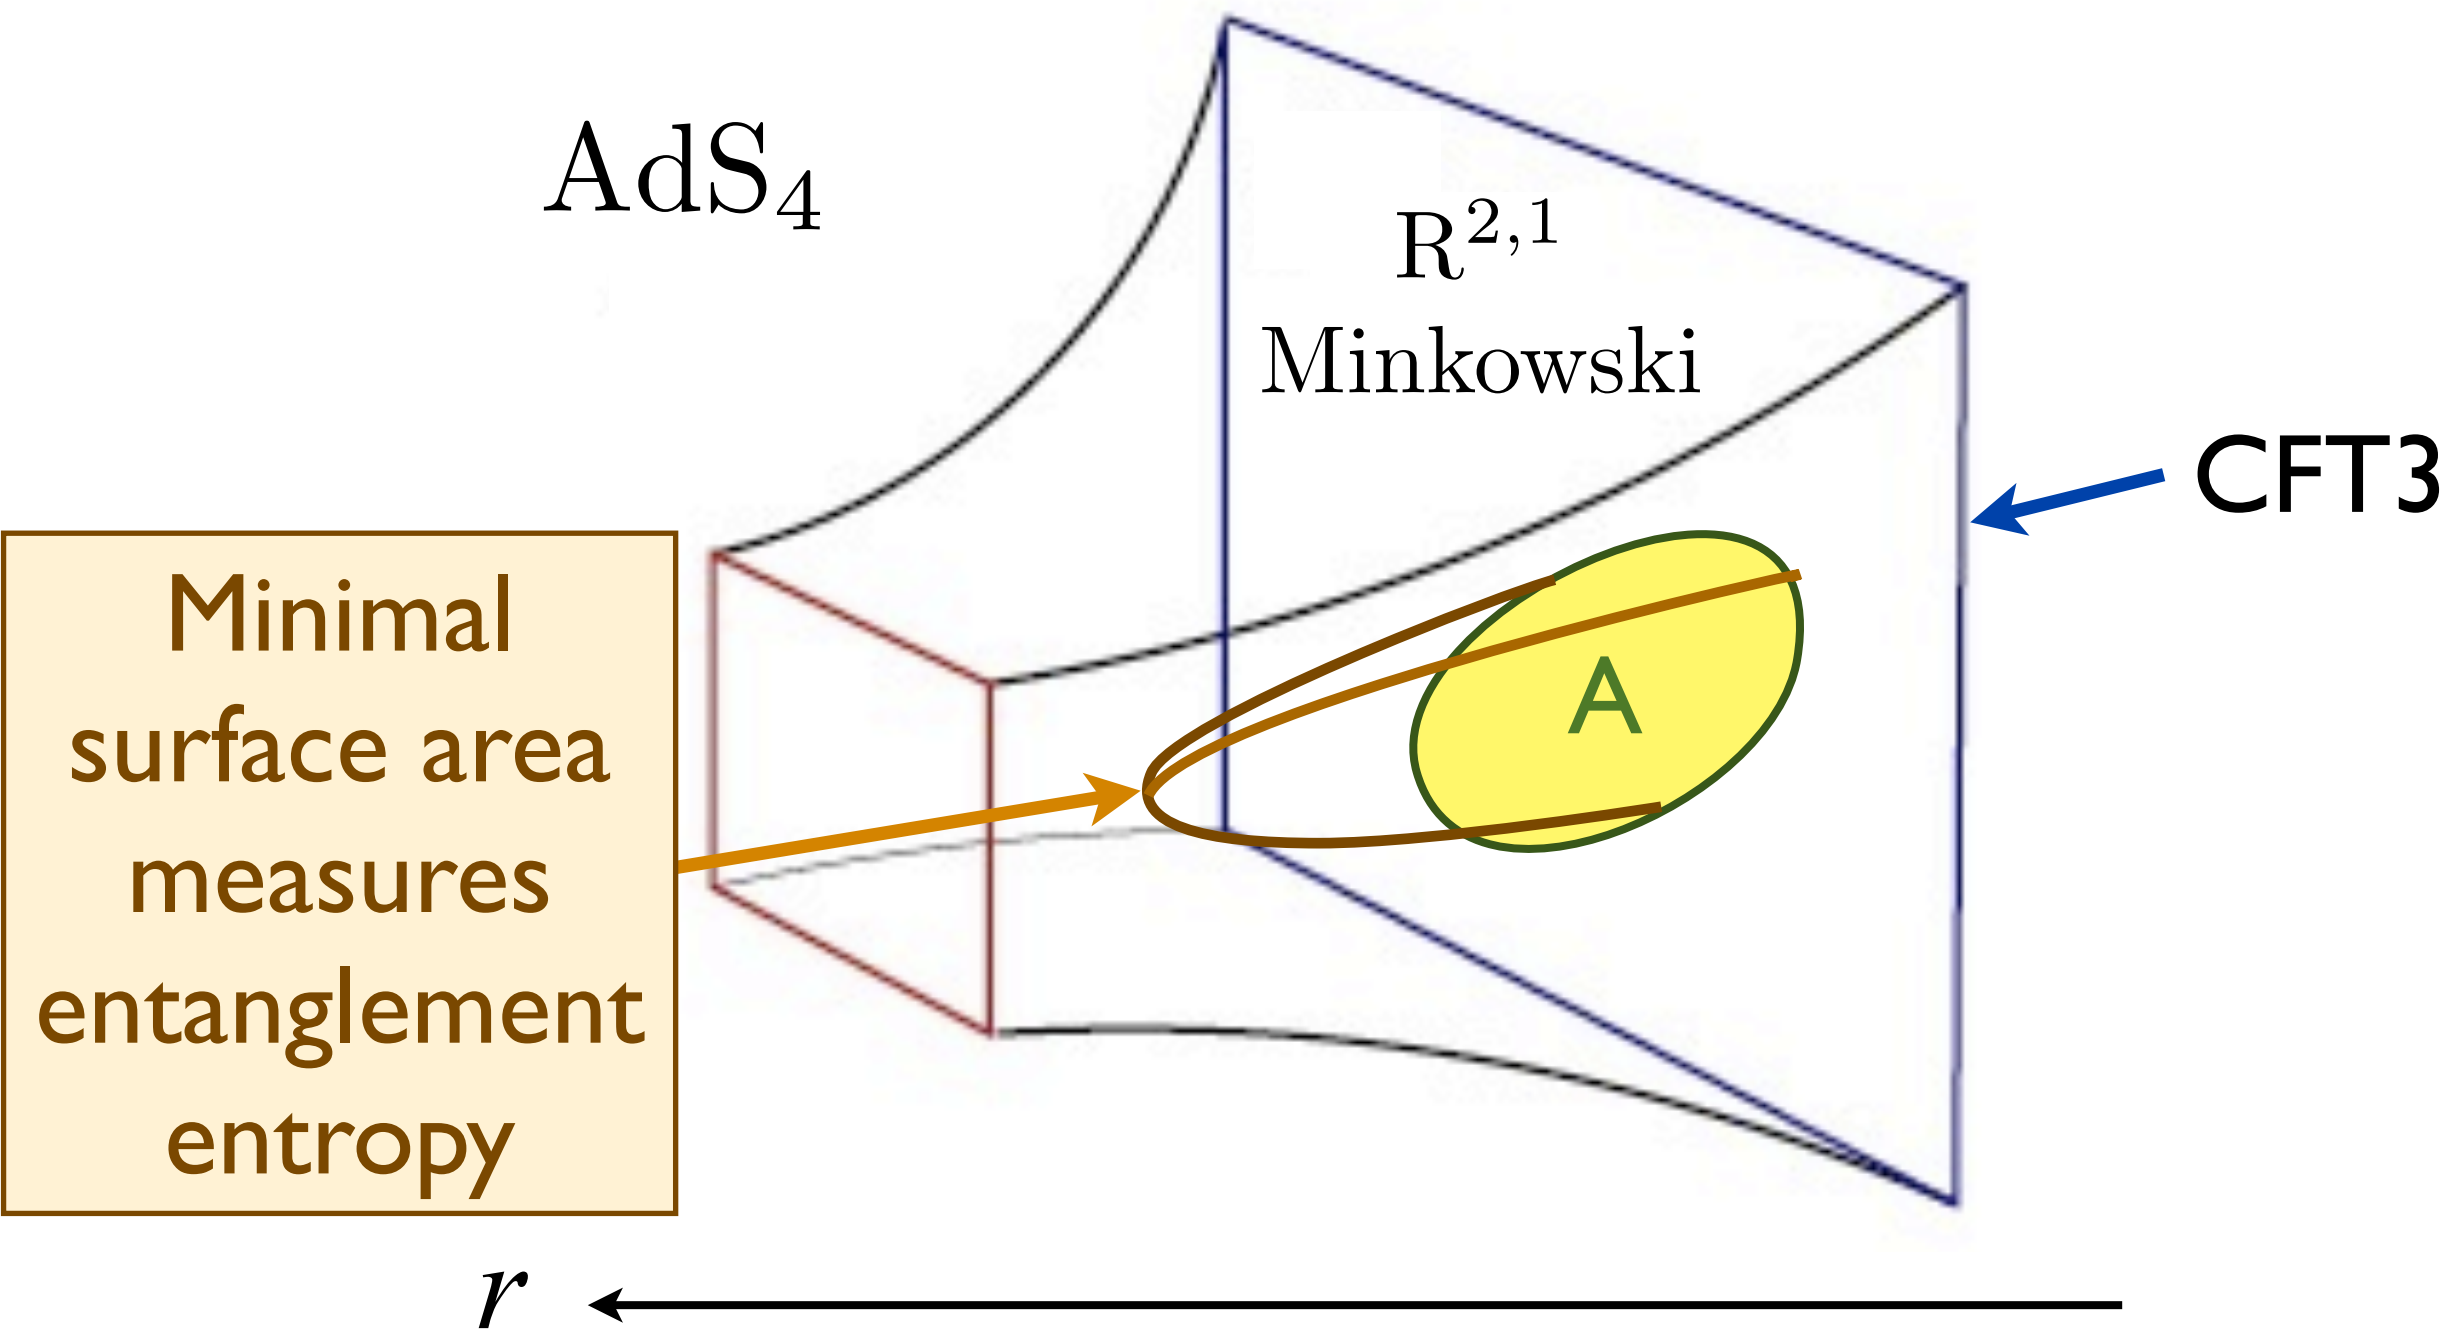 AdS₄
R²,¹
Minkowski
CFT3
A
Minimal
surface area
measures
entanglement
entropy
r